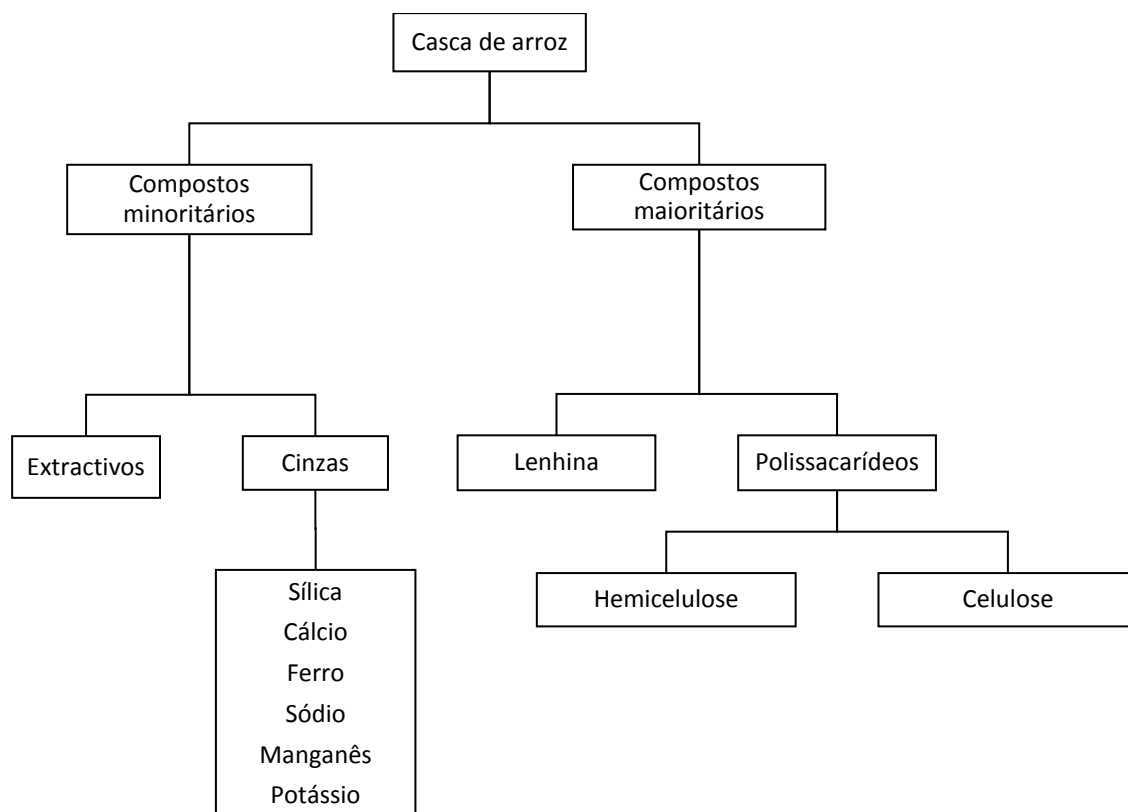 Casca de arroz
Compostos
minoritários
Compostos
maioritários
Extractivos
Cinzas
Lenhina
Polissacarídeos
Sílica
Cálcio
Ferro
Sódio
Manganês
Potássio
Hemicelulose
Celulose